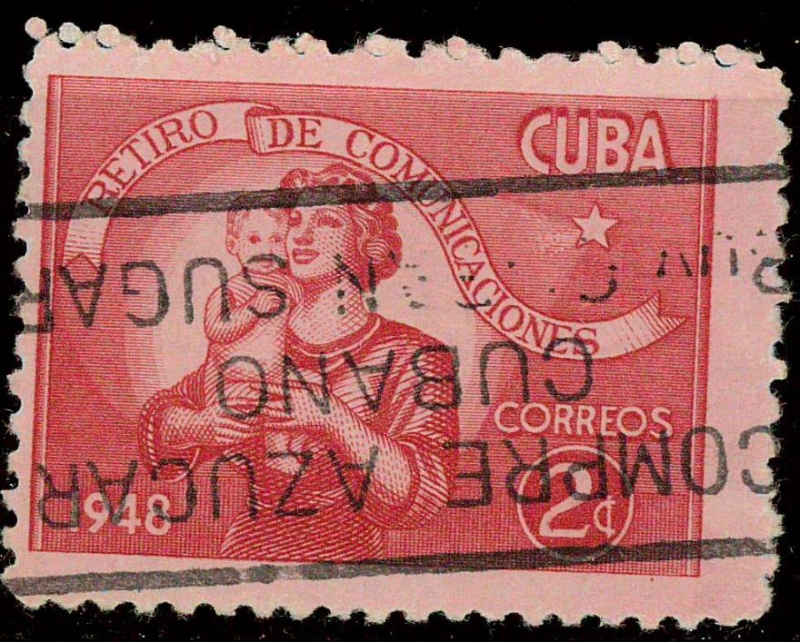 RETIRO DE COMUNICACIONES
CUBA
CORREOS
2¢
1948
COMPRE AZUCAR
CUBANO
SUGAR